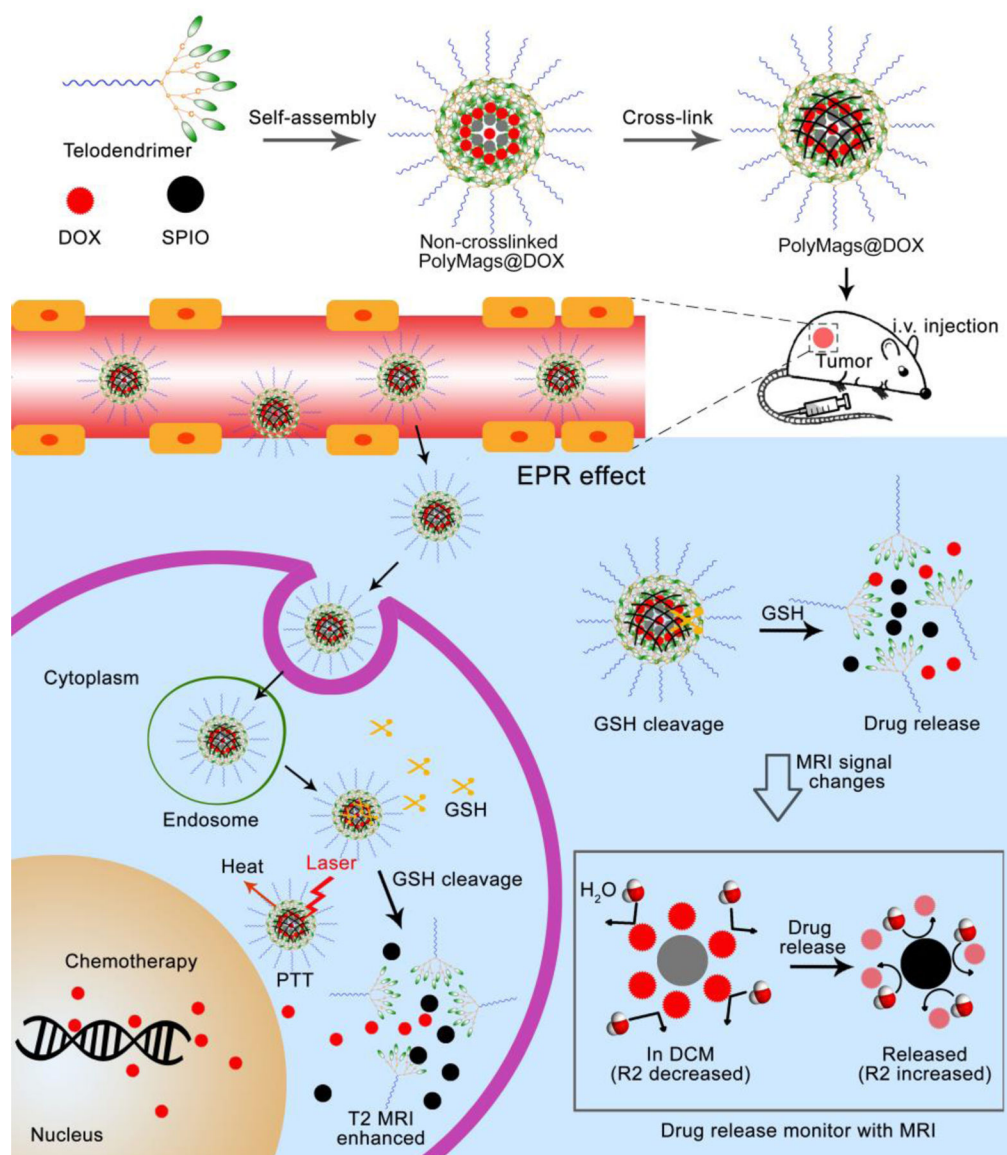 Telodendrimer
DOX
SPIO
Self-assembly
Non-crosslinked
PolyMags@DOX
Cross-link
PolyMags@DOX
i.v. injection
Tumor
EPR effect
Cytoplasm
Endosome
GSH
Heat
Laser
GSH cleavage
PTT
Chemotherapy
Nucleus
T2 MRI
enhanced
GSH cleavage
GSH
Drug release
MRI signal
changes
H₂O
Drug
release
In DCM
(R2 decreased)
Released
(R2 increased)
Drug release monitor with MRI